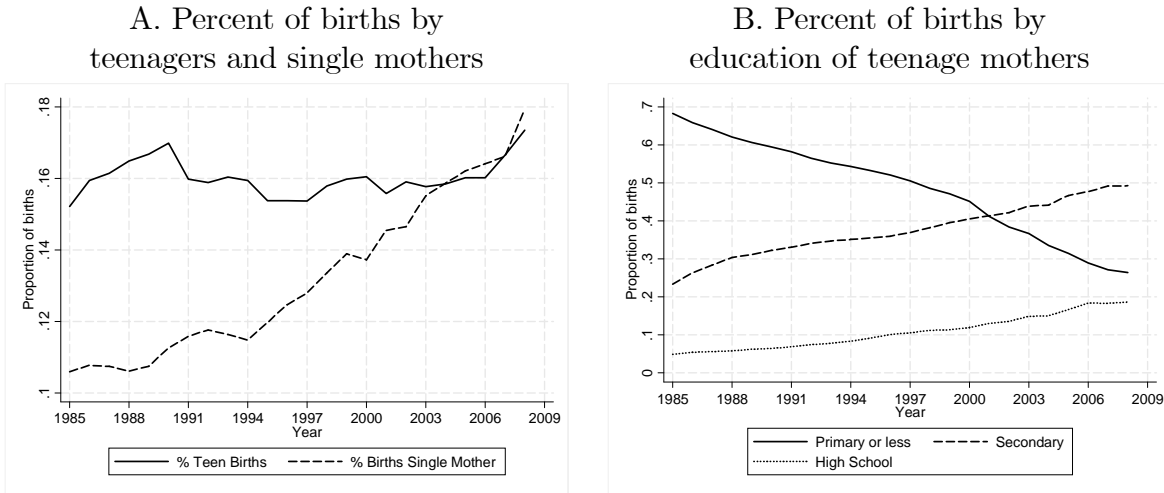 A. Percent of births by
teenagers and single mothers
Proportion of births
.18
.16
.14
.12
.1
1985 1988 1991 1994 1997 2000 2003 2006 2009
Year
% Teen Births % Births Single Mother
B. Percent of births by
education of teenage mothers
Proportion of births
.7
.6
.5
.4
.3
.2
.1
0
1985 1988 1991 1994 1997 2000 2003 2006 2009
Year
Primary or less Secondary
High School